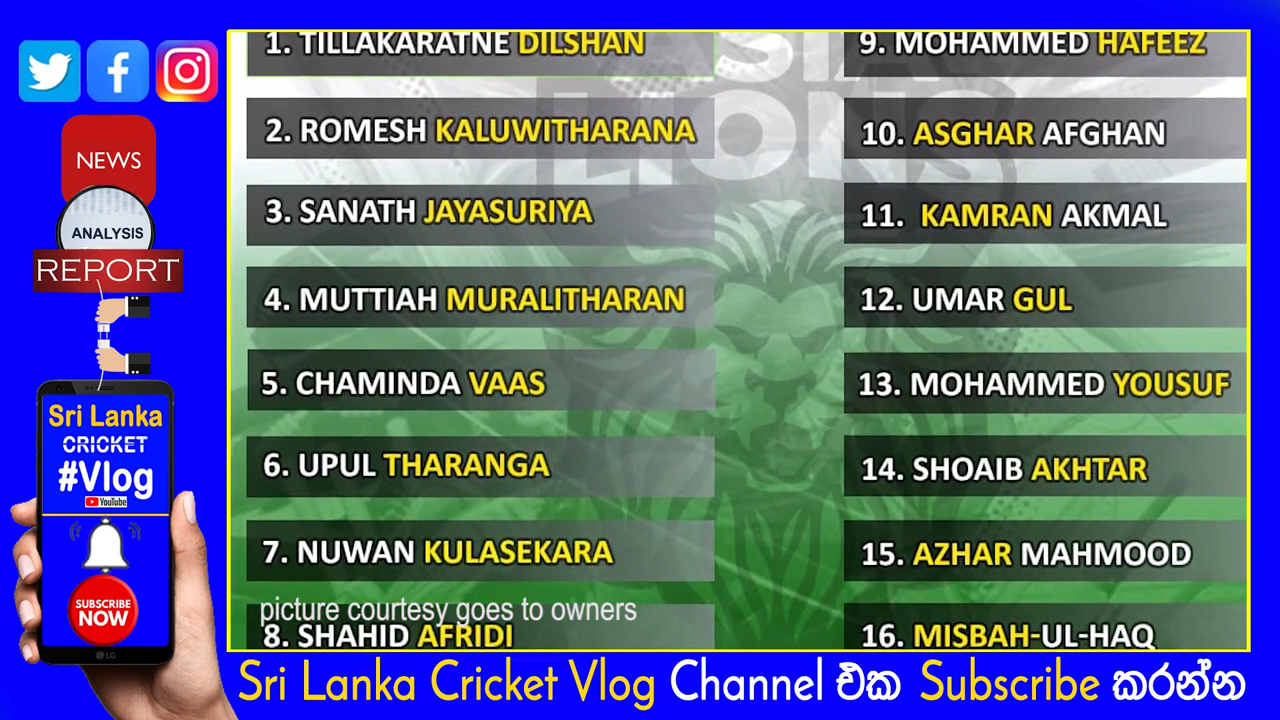 NEWS
ANALYSIS
REPORT
Sri Lanka
CRICKET
#Vlog
YouTube
SUBSCRIBE
NOW
LG
ASIA
LIONS
1. TILLAKARATNE DILSHAN
2. ROMESH KALUWITHARANA
3. SANATH JAYASURIYA
4. MUTTIAH MURALITHARAN
5. CHAMINDA VAAS
6. UPUL THARANGA
7. NUWAN KULASEKARA
picture courtesy goes to owners
8. SHAHID AFRIDI
9. MOHAMMED HAFEEZ
10. ASGHAR AFGHAN
11. KAMRAN AKMAL
12. UMAR GUL
13. MOHAMMED YOUSUF
14. SHOAIB AKHTAR
15. AZHAR MAHMOOD
16. MISBAH-UL-HAQ
Sri Lanka Cricket Vlog Channel එක Subscribe කරන්න